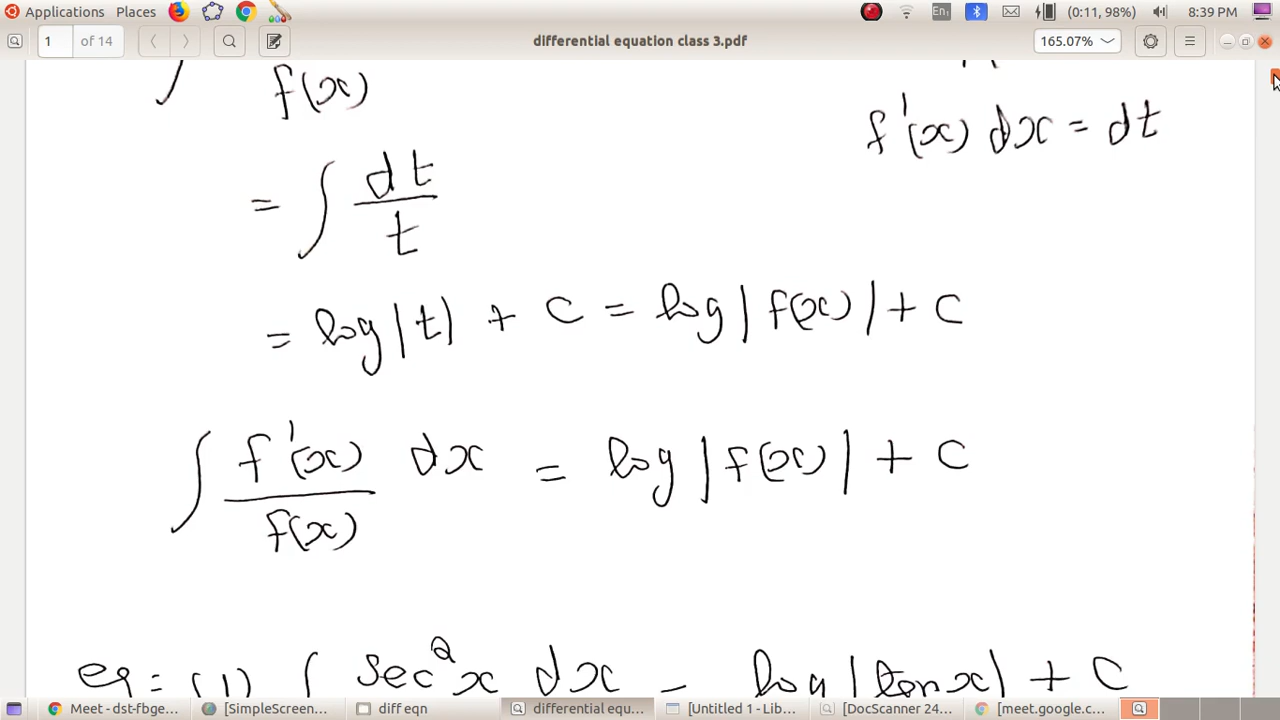 Applications Places En₁ (0:11, 98%) 8:39 PM
1 of 14 differential equation class 3.pdf 165.07%
∫ f(x)
f'(x) dx = dt
= ∫ dt/t
= log|t| + C = log|f(x)| + C
∫ f'(x)/f(x) dx = log|f(x)| + C
eg: (1) ∫ sec²x dx = log|tan x| + C
Meet - dst-fbge... [SimpleScreen... diff eqn differential equ... [Untitled 1 - Lib... [DocScanner 24... [meet.google.c...